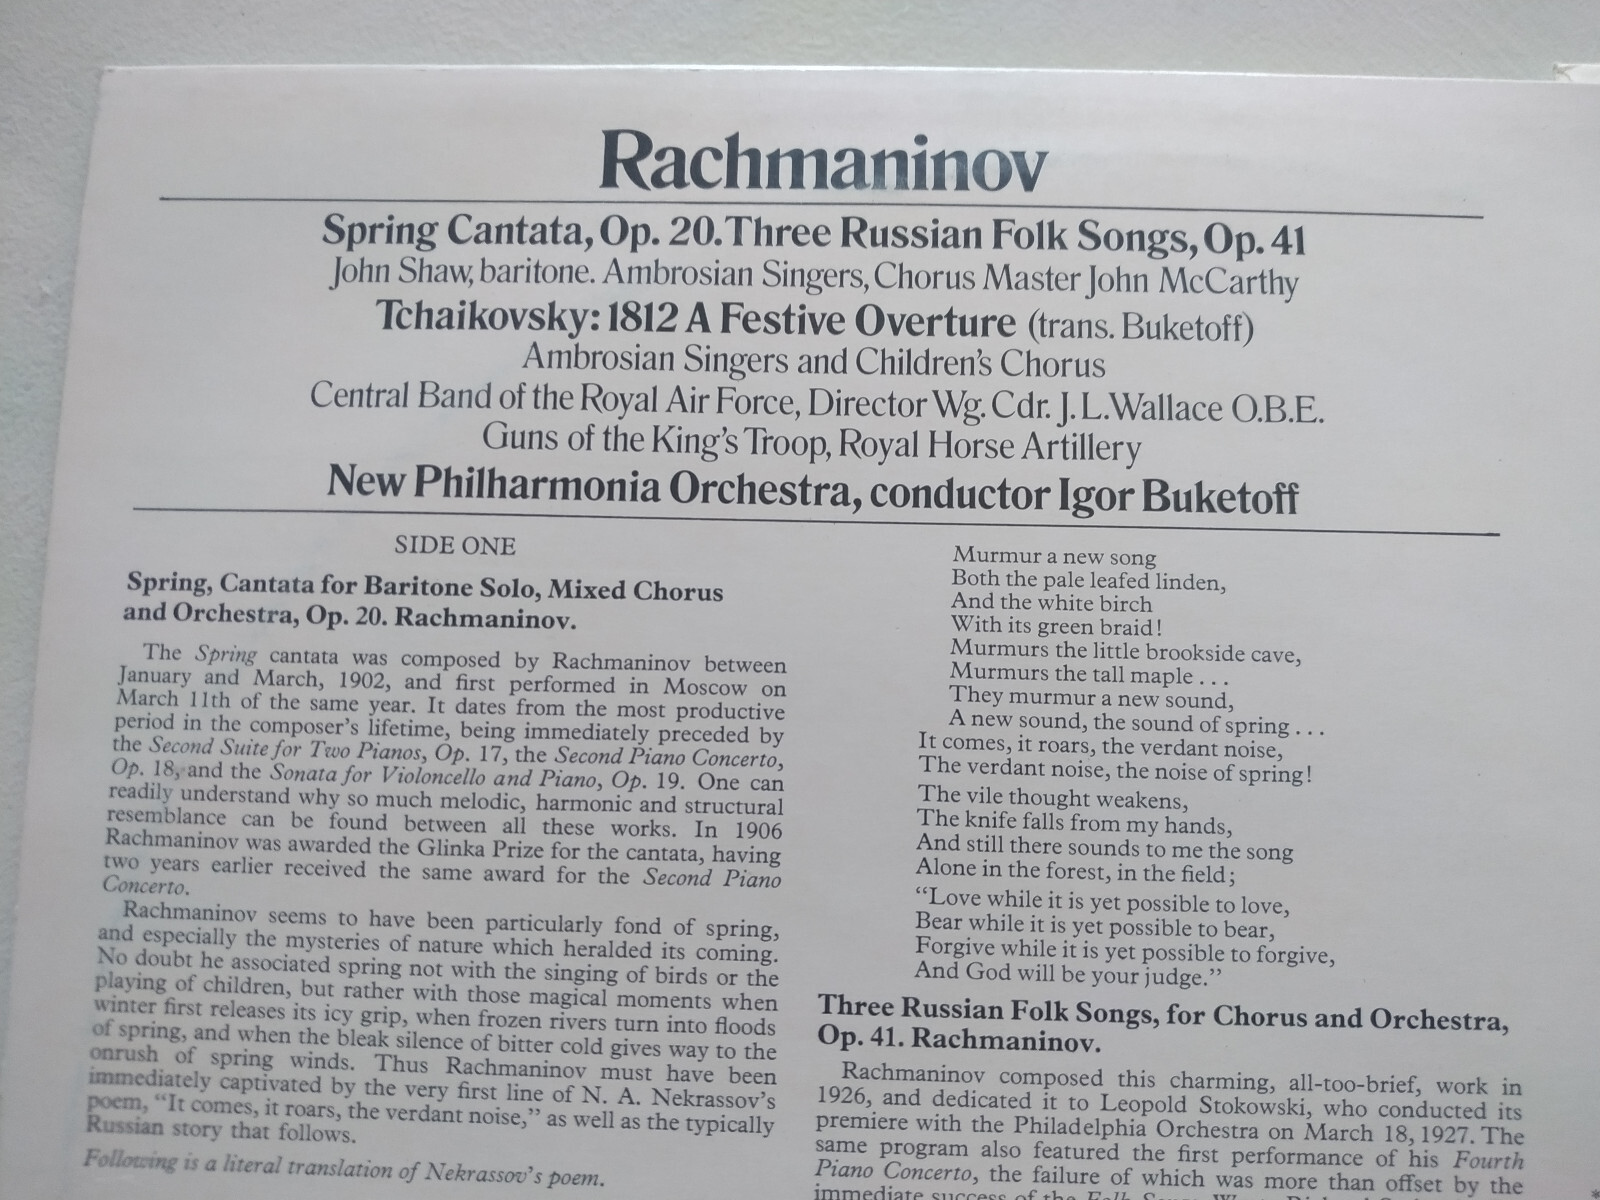 Rachmaninov
Spring Cantata, Op. 20. Three Russian Folk Songs, Op. 41
John Shaw, baritone. Ambrosian Singers, Chorus Master John McCarthy
Tchaikovsky: 1812 A Festive Overture (trans. Buketoff)
Ambrosian Singers and Children's Chorus
Central Band of the Royal Air Force, Director Wg. Cdr. J. L. Wallace O.B.E.
Guns of the King's Troop, Royal Horse Artillery
New Philharmonia Orchestra, conductor Igor Buketoff
SIDE ONE
Spring, Cantata for Baritone Solo, Mixed Chorus
and Orchestra, Op. 20. Rachmaninov.
The Spring cantata was composed by Rachmaninov between
January and March, 1902, and first performed in Moscow on
March 11th of the same year. It dates from the most productive
period in the composer's lifetime, being immediately preceded by
the Second Suite for Two Pianos, Op. 17, the Second Piano Concerto,
Op. 18, and the Sonata for Violoncello and Piano, Op. 19. One can
readily understand why so much melodic, harmonic and structural
resemblance can be found between all these works. In 1906
Rachmaninov was awarded the Glinka Prize for the cantata, having
two years earlier received the same award for the Second Piano
Concerto.
Rachmaninov seems to have been particularly fond of spring,
and especially the mysteries of nature which heralded its coming.
No doubt he associated spring not with the singing of birds or the
playing of children, but rather with those magical moments when
winter first releases its icy grip, when frozen rivers turn into floods
of spring, and when the bleak silence of bitter cold gives way to the
onrush of spring winds. Thus Rachmaninov must have been
immediately captivated by the very first line of N. A. Nekrassov's
poem, "It comes, it roars, the verdant noise," as well as the typically
Russian story that follows.
Following is a literal translation of Nekrassov's poem.
Murmur a new song
Both the pale leafed linden,
And the white birch
With its green braid!
Murmurs the little brookside cave,
Murmurs the tall maple . . .
They murmur a new sound,
A new sound, the sound of spring . . .
It comes, it roars, the verdant noise,
The verdant noise, the noise of spring!
The vile thought weakens,
The knife falls from my hands,
And still there sounds to me the song
Alone in the forest, in the field;
"Love while it is yet possible to love,
Bear while it is yet possible to bear,
Forgive while it is yet possible to forgive,
And God will be your judge."
Three Russian Folk Songs, for Chorus and Orchestra,
Op. 41. Rachmaninov.
Rachmaninov composed this charming, all-too-brief, work in
1926, and dedicated it to Leopold Stokowski, who conducted its
premiere with the Philadelphia Orchestra on March 18, 1927. The
same program also featured the first performance of his Fourth
Piano Concerto, the failure of which was more than offset by the
immediate success of the Folk Songs.